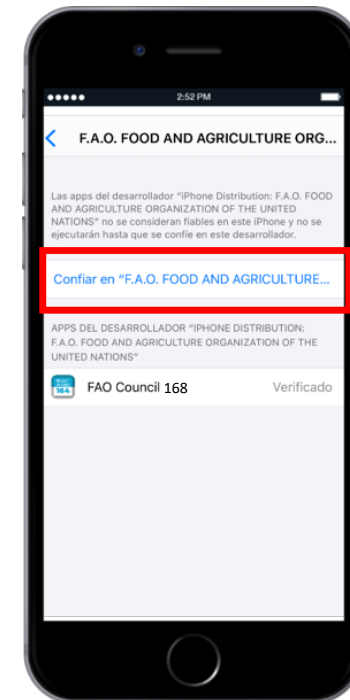 2:52 PM
F.A.O. FOOD AND AGRICULTURE ORG...
Las apps del desarrollador "iPhone Distribution: F.A.O. FOOD
AND AGRICULTURE ORGANIZATION OF THE UNITED
NATIONS" no se consideran fiables en este iPhone y no se
ejecutarán hasta que se confíe en este desarrollador.
Confiar en "F.A.O. FOOD AND AGRICULTURE...
APPS DEL DESARROLLADOR "IPHONE DISTRIBUTION:
F.A.O. FOOD AND AGRICULTURE ORGANIZATION OF THE
UNITED NATIONS"
164
FAO Council 168 Verificado